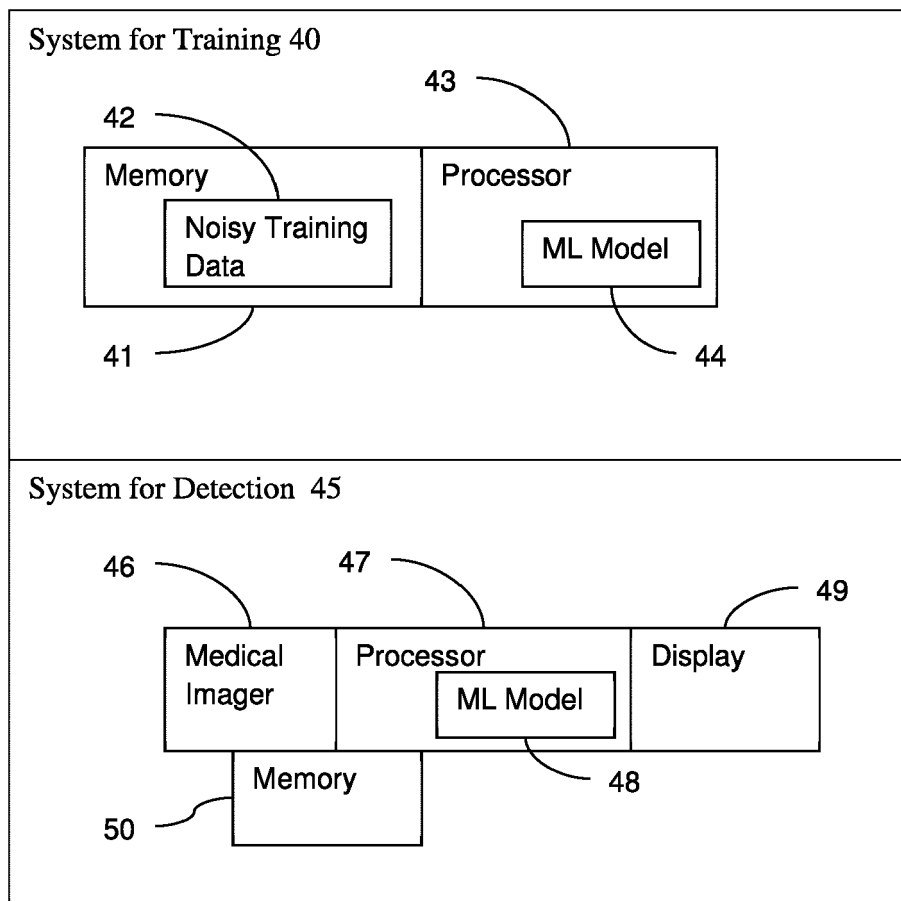 System for Training 40
43
42
Memory
Processor
Noisy Training
Data
ML Model
41
44
System for Detection 45
46
47
49
Medical
Imager
Processor
Display
ML Model
Memory
48
50